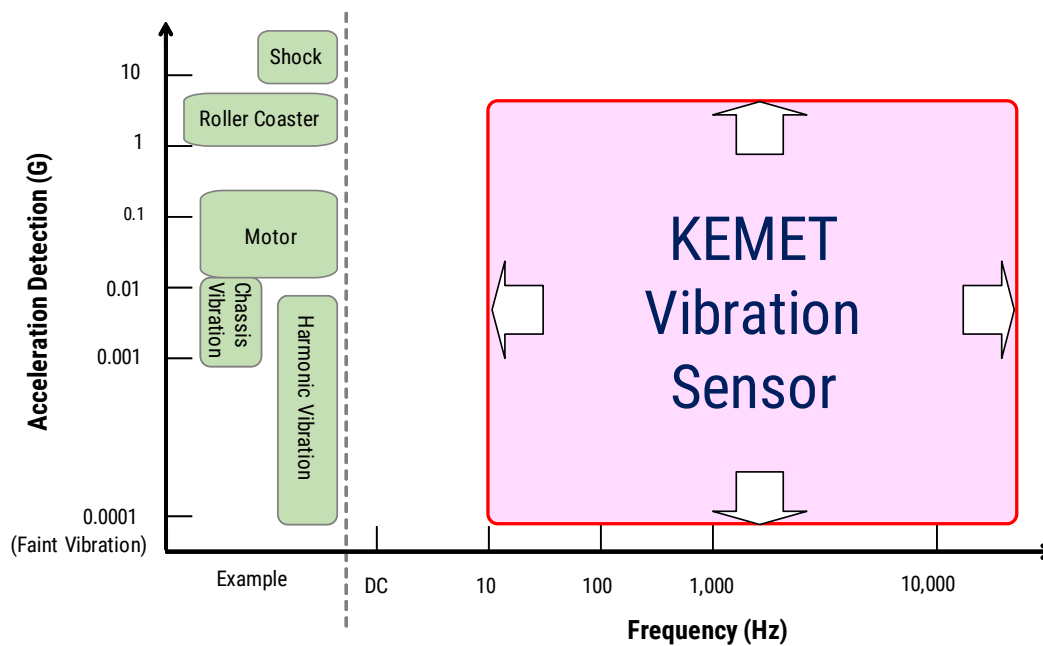 Acceleration Detection (G)
10
1
0.1
0.01
0.001
0.0001
(Faint Vibration)
Shock
Roller Coaster
Motor
Chassis
Vibration
Harmonic Vibration
KEMET
Vibration
Sensor
Example
DC
10
100
1,000
10,000
Frequency (Hz)